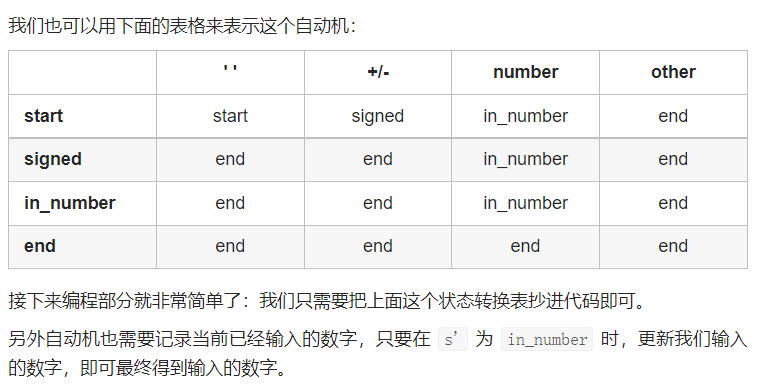 我们也可以用下面的表格来表示这个自动机：
' ' +/- number other
start start signed in_number end
signed end end in_number end
in_number end end in_number end
end end end end end
接下来编程部分就非常简单了：我们只需要把上面这个状态转换表抄进代码即可。
另外自动机也需要记录当前已经输入的数字，只要在 s' 为 in_number 时，更新我们输入
的数字，即可最终得到输入的数字。